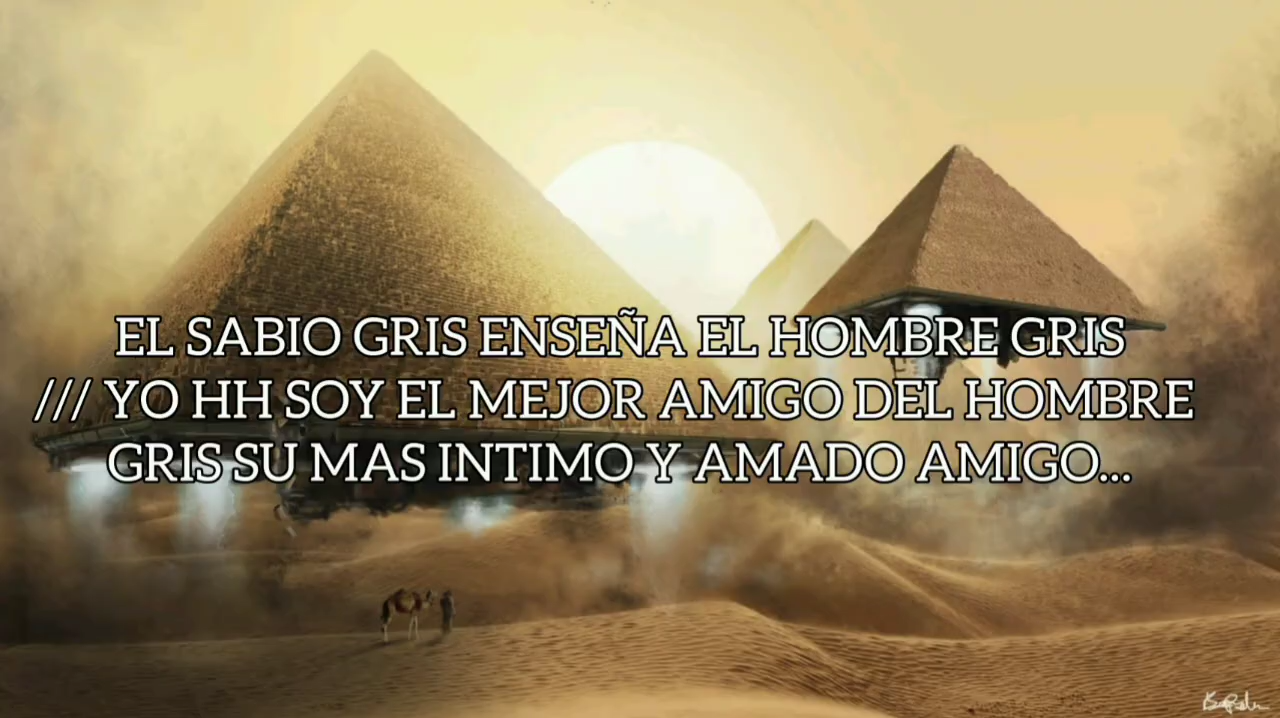 EL SABIO GRIS ENSEÑA EL HOMBRE GRIS
/// YO HH SOY EL MEJOR AMIGO DEL HOMBRE
GRIS SU MAS INTIMO Y AMADO AMIGO...